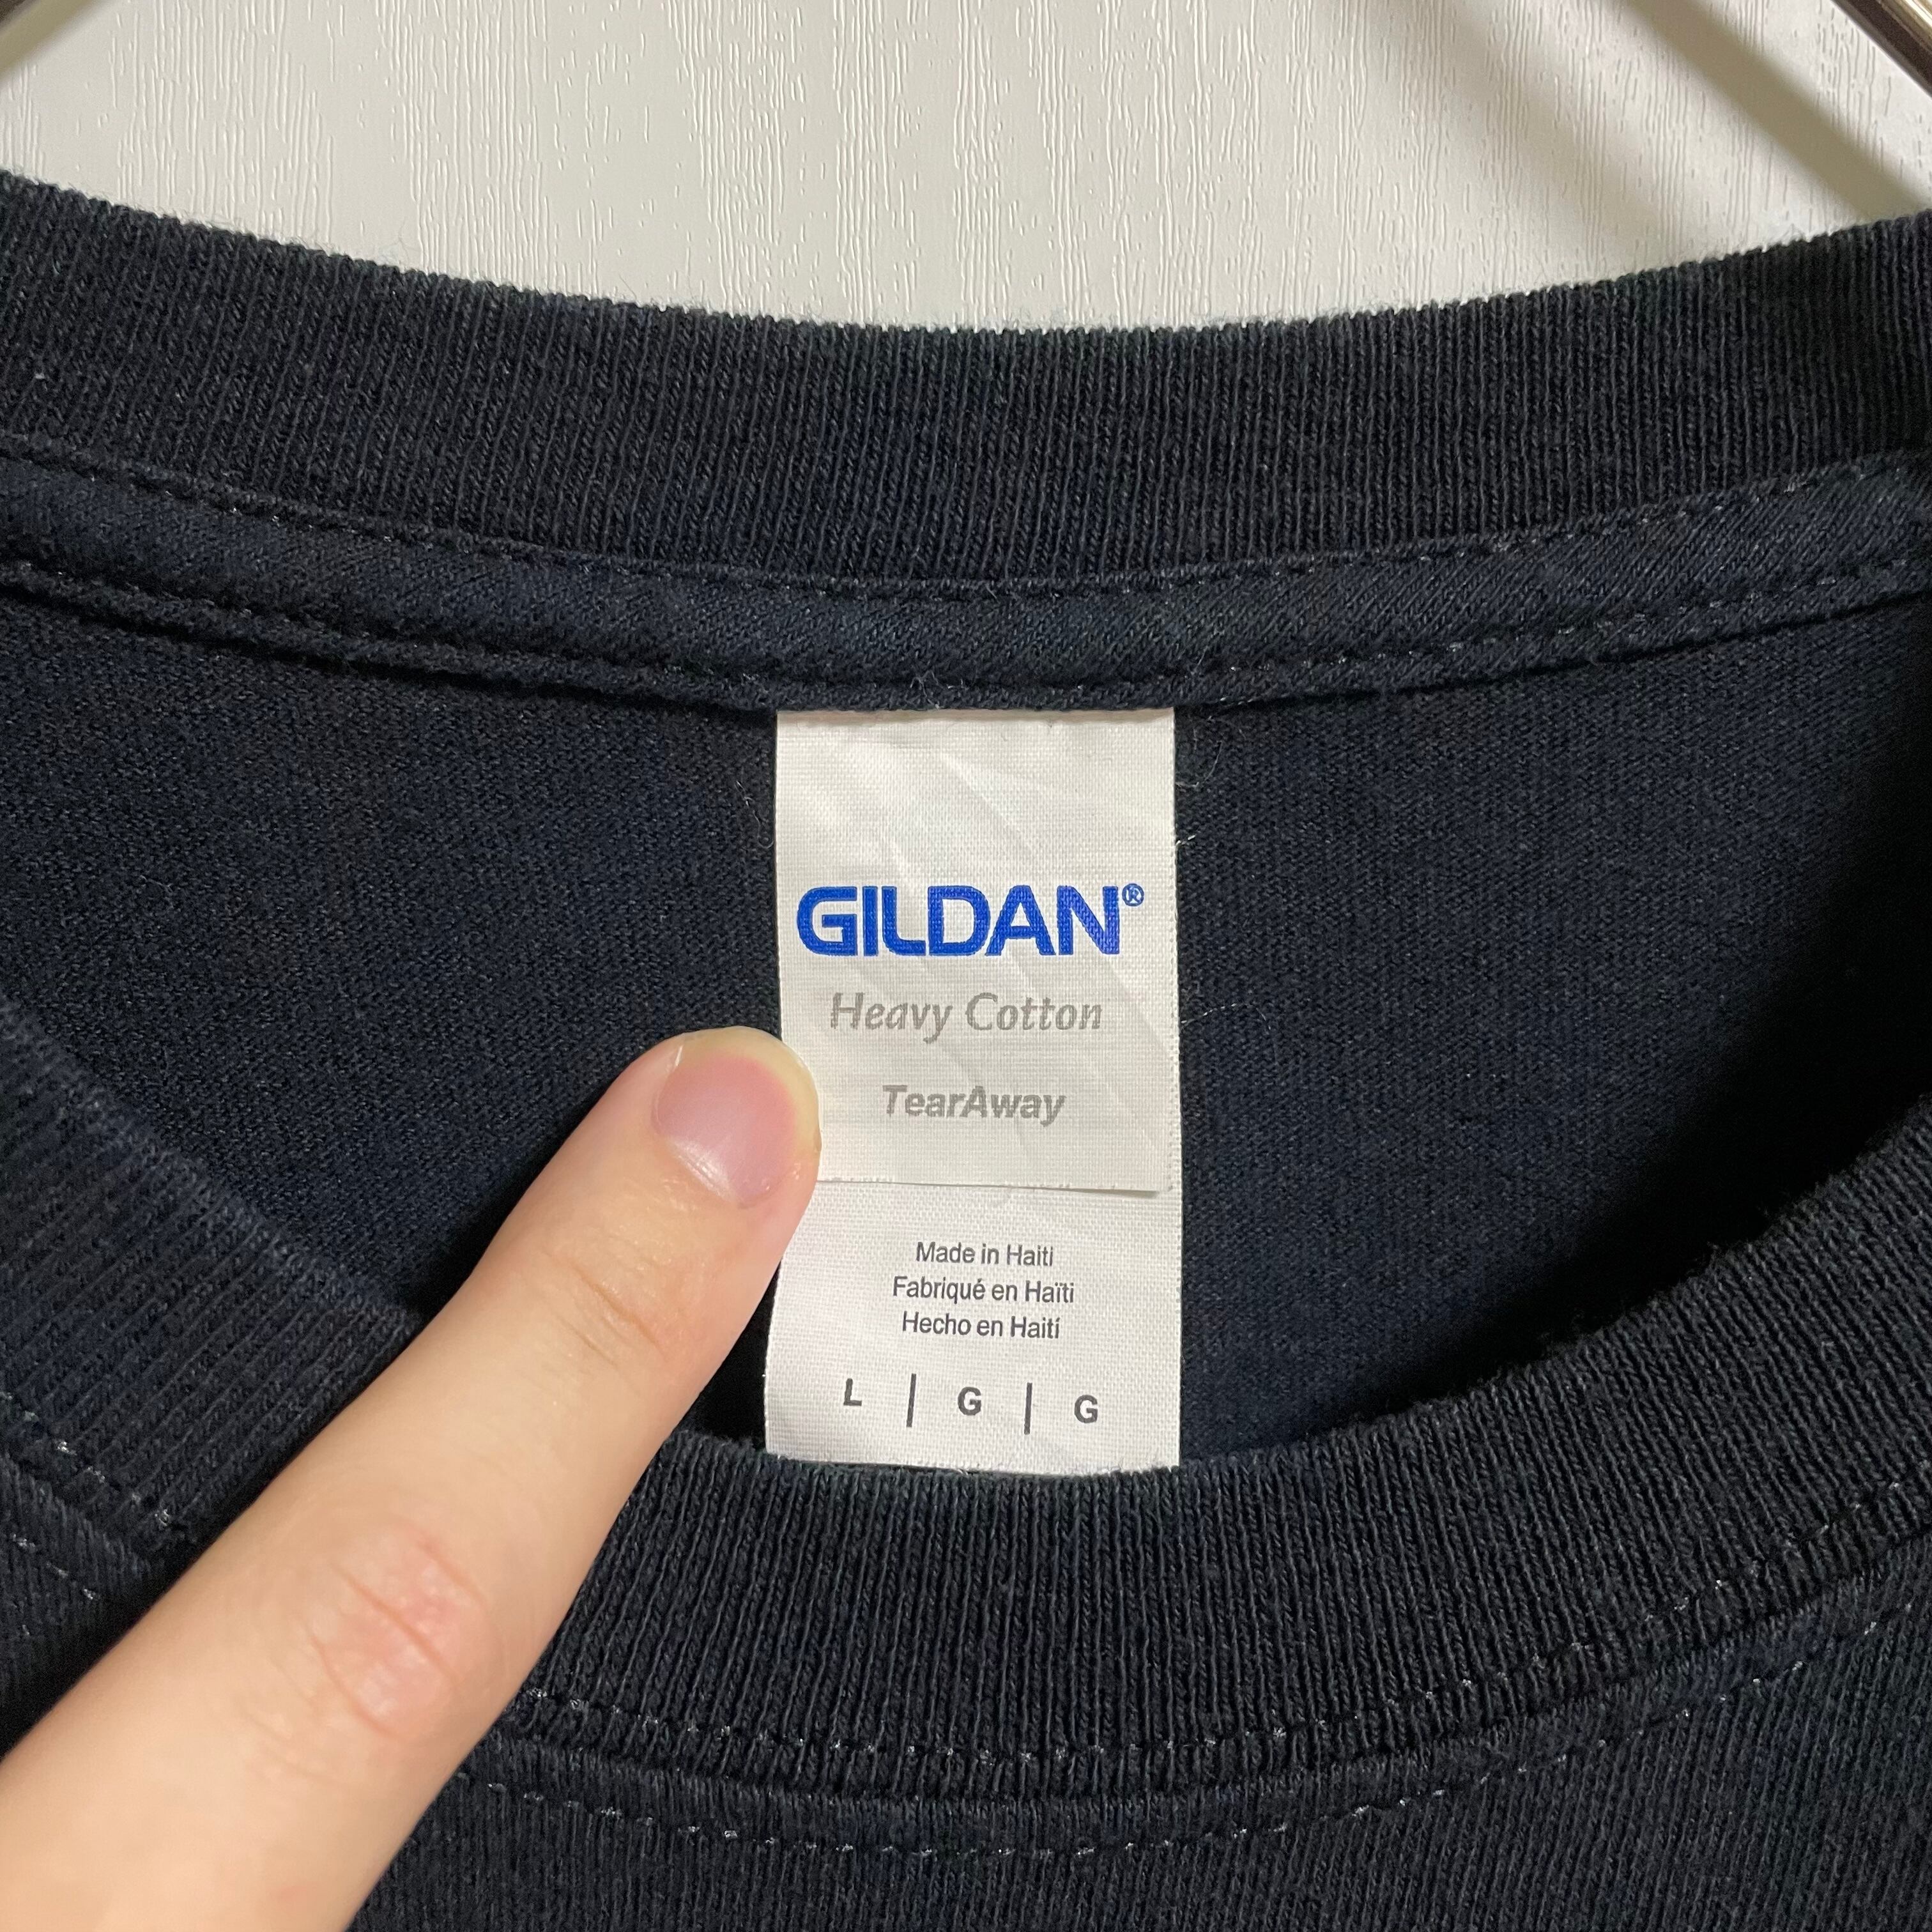 GILDAN®
Heavy Cotton
TearAway
Made in Haiti
Fabriqué en Haïti
Hecho en Haití
L | G | G